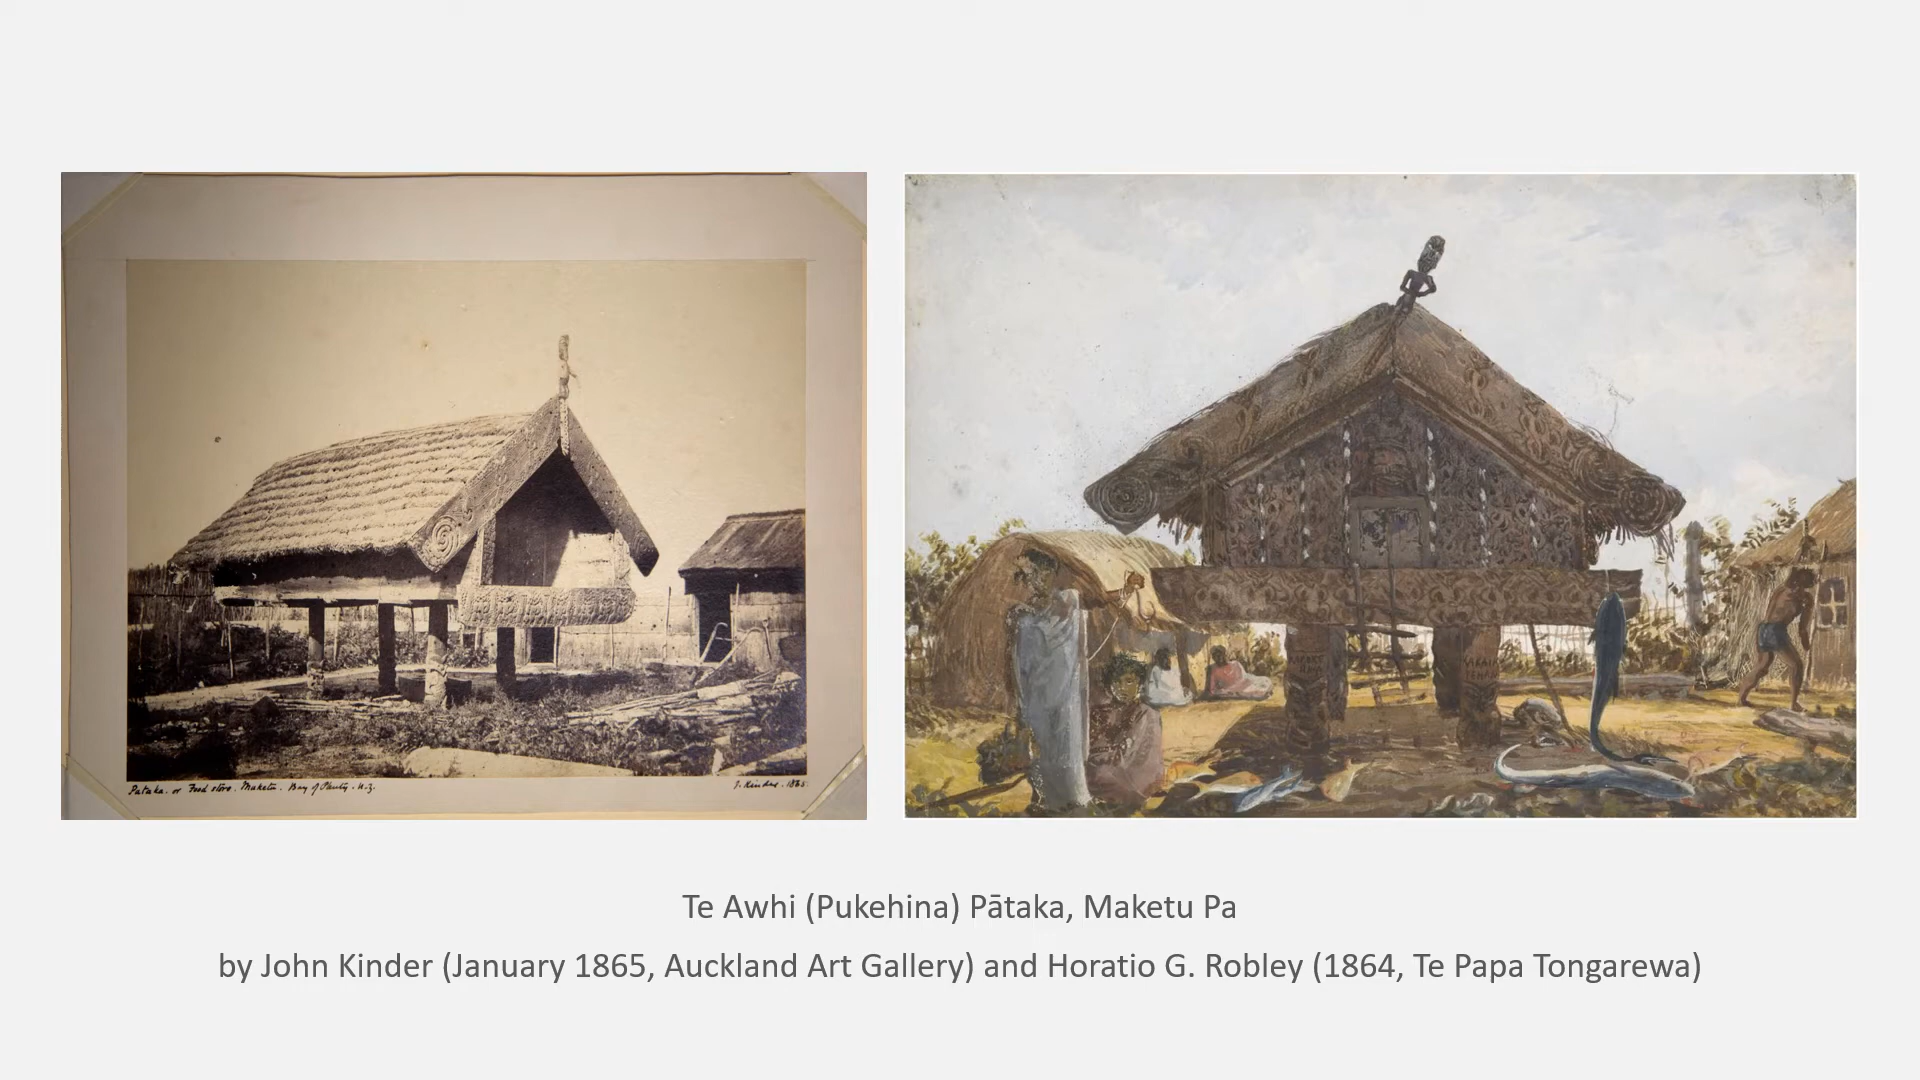 Pataka. or Food store. Maketu. Bay of Plenty. N.Z.
J. Kinder. 1865.
Te Awhi (Pukehina) Pātaka, Maketu Pa
by John Kinder (January 1865, Auckland Art Gallery) and Horatio G. Robley (1864, Te Papa Tongarewa)